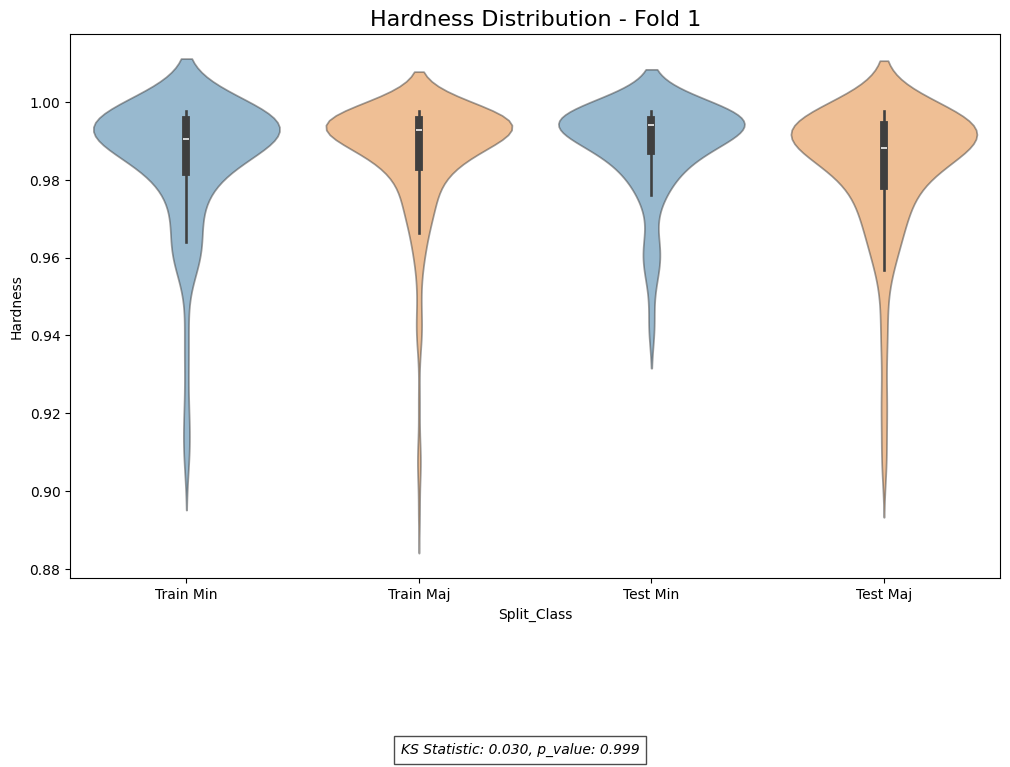 Hardness Distribution - Fold 1
Hardness
1.00
0.98
0.96
0.94
0.92
0.90
0.88
Train Min Train Maj Test Min Test Maj
Split_Class
KS Statistic: 0.030, p_value: 0.999